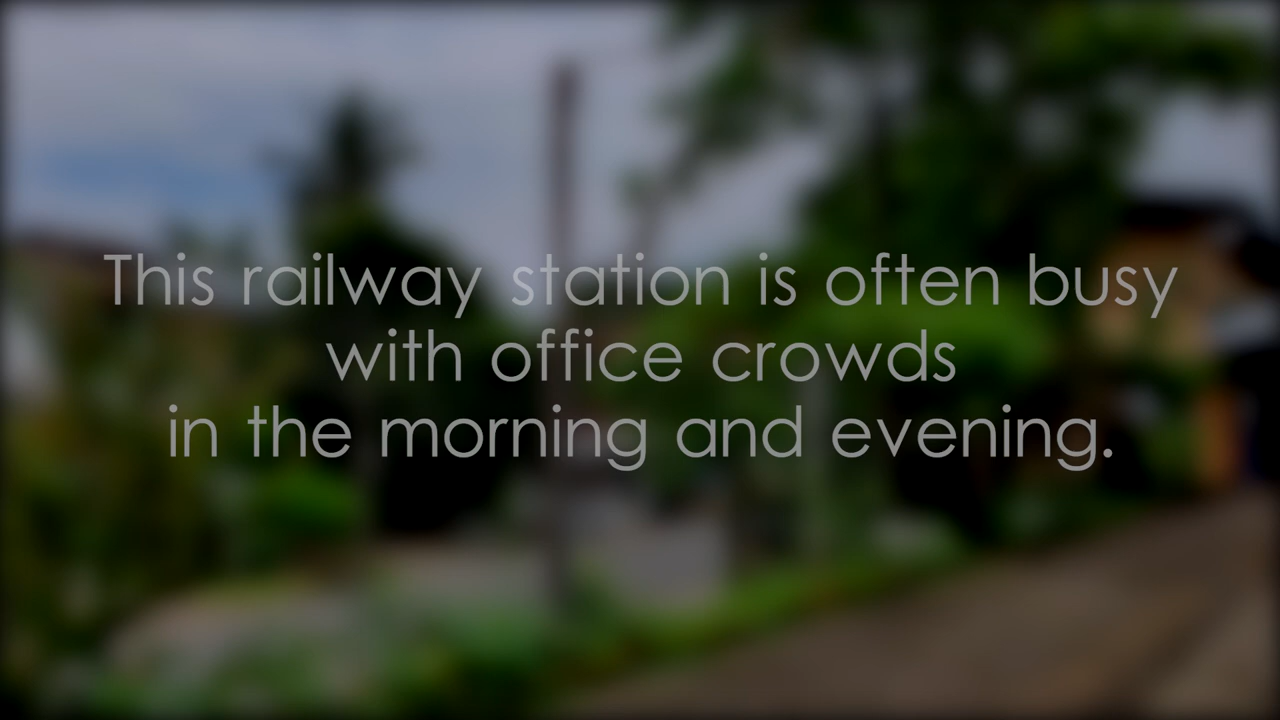 This railway station is often busy
with office crowds
in the morning and evening.